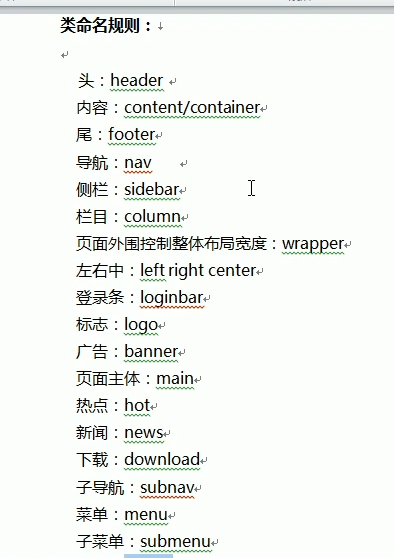 类命名规则：
头：header
内容：content/container
尾：footer
导航：nav
侧栏：sidebar
栏目：column
页面外围控制整体布局宽度：wrapper
左右中：left right center
登录条：loginbar
标志：logo
广告：banner
页面主体：main
热点：hot
新闻：news
下载：download
子导航：subnav
菜单：menu
子菜单：submenu